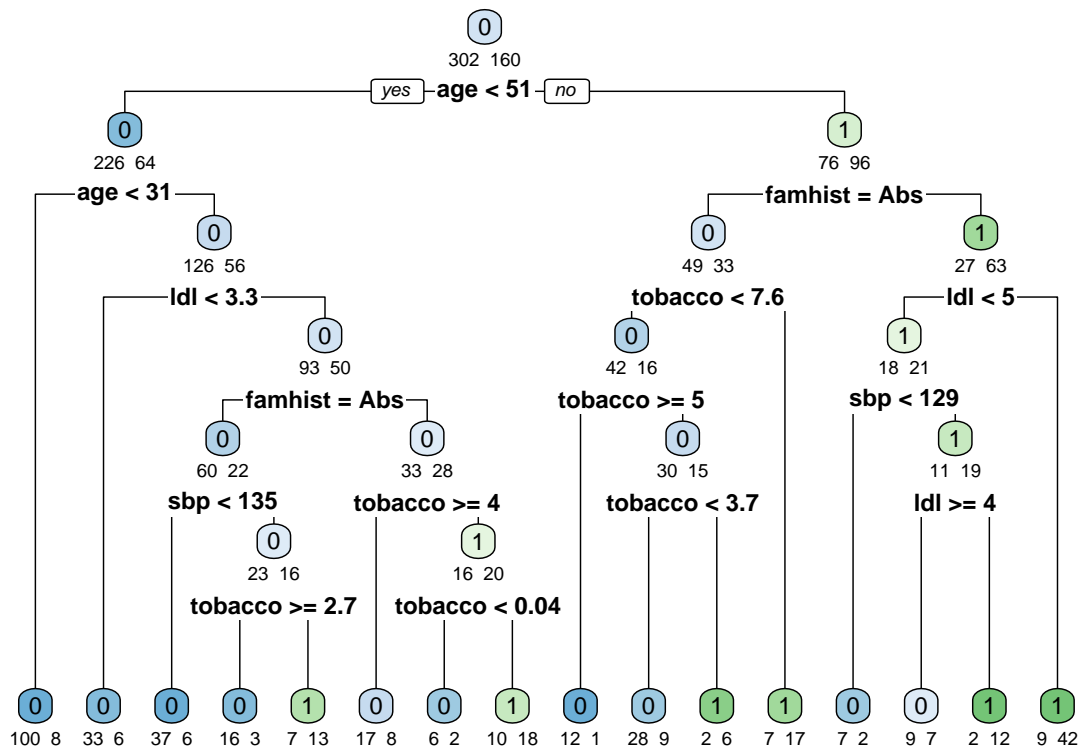 0
302 160
yes age < 51 no
0 1
226 64 76 96
age < 31 famhist = Abs
0 0 1
126 56 49 33 27 63
ldl < 3.3 tobacco < 7.6 ldl < 5
0 0 1
93 50 42 16 18 21
famhist = Abs tobacco >= 5 sbp < 129
0 0 0 1
60 22 33 28 30 15 11 19
sbp < 135 tobacco >= 4 tobacco < 3.7 ldl >= 4
0 1
23 16 16 20
tobacco >= 2.7 tobacco < 0.04
0 0 0 0 1 0 0 1 0 0 1 1 0 0 1 1
100 8 33 6 37 6 16 3 7 13 17 8 6 2 10 18 12 1 28 9 2 6 7 17 7 2 9 7 2 12 9 42